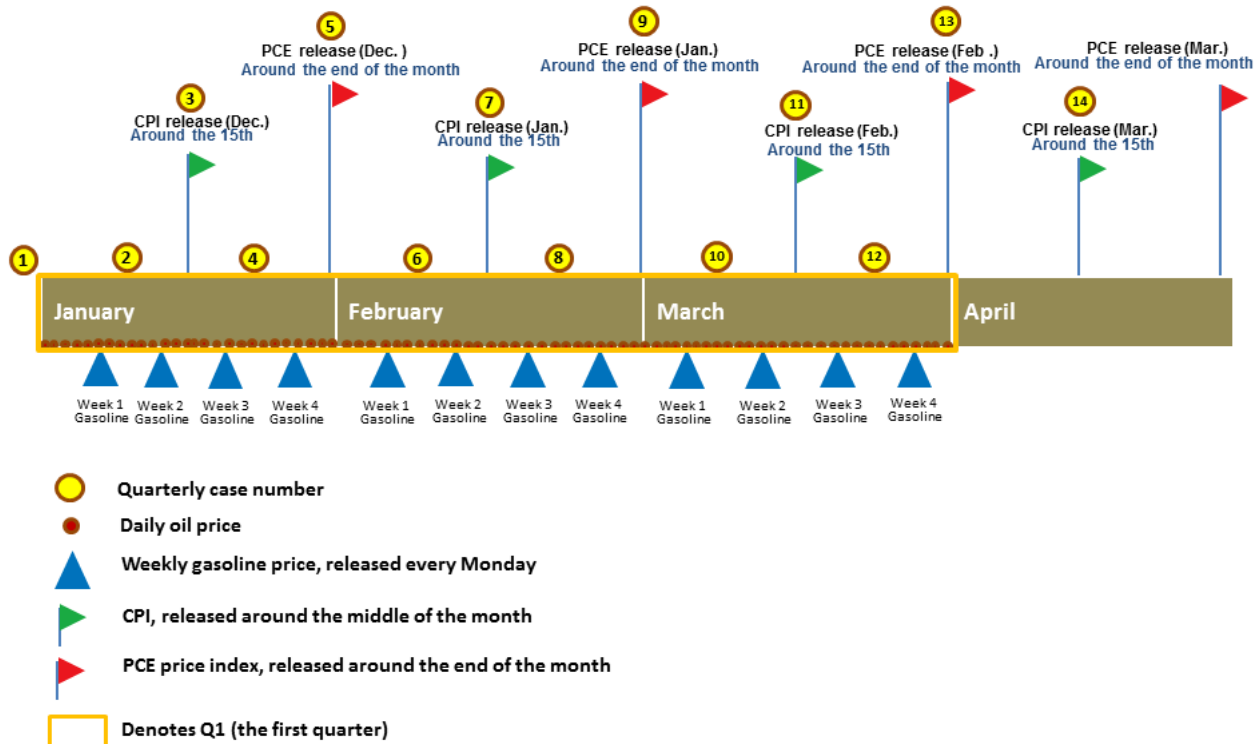 5
9
13
PCE release (Dec. )
Around the end of the month
PCE release (Jan.)
Around the end of the month
PCE release (Feb .)
Around the end of the month
PCE release (Mar.)
Around the end of the month
3
CPI release (Dec.)
Around the 15th
7
CPI release (Jan.)
Around the 15th
11
CPI release (Feb.)
Around the 15th
14
CPI release (Mar.)
Around the 15th
1
2
4
6
8
10
12
January
February
March
April
Week 1
Gasoline
Week 2
Gasoline
Week 3
Gasoline
Week 4
Gasoline
Week 1
Gasoline
Week 2
Gasoline
Week 3
Gasoline
Week 4
Gasoline
Week 1
Gasoline
Week 2
Gasoline
Week 3
Gasoline
Week 4
Gasoline
Quarterly case number
Daily oil price
Weekly gasoline price, released every Monday
CPI, released around the middle of the month
PCE price index, released around the end of the month
Denotes Q1 (the first quarter)